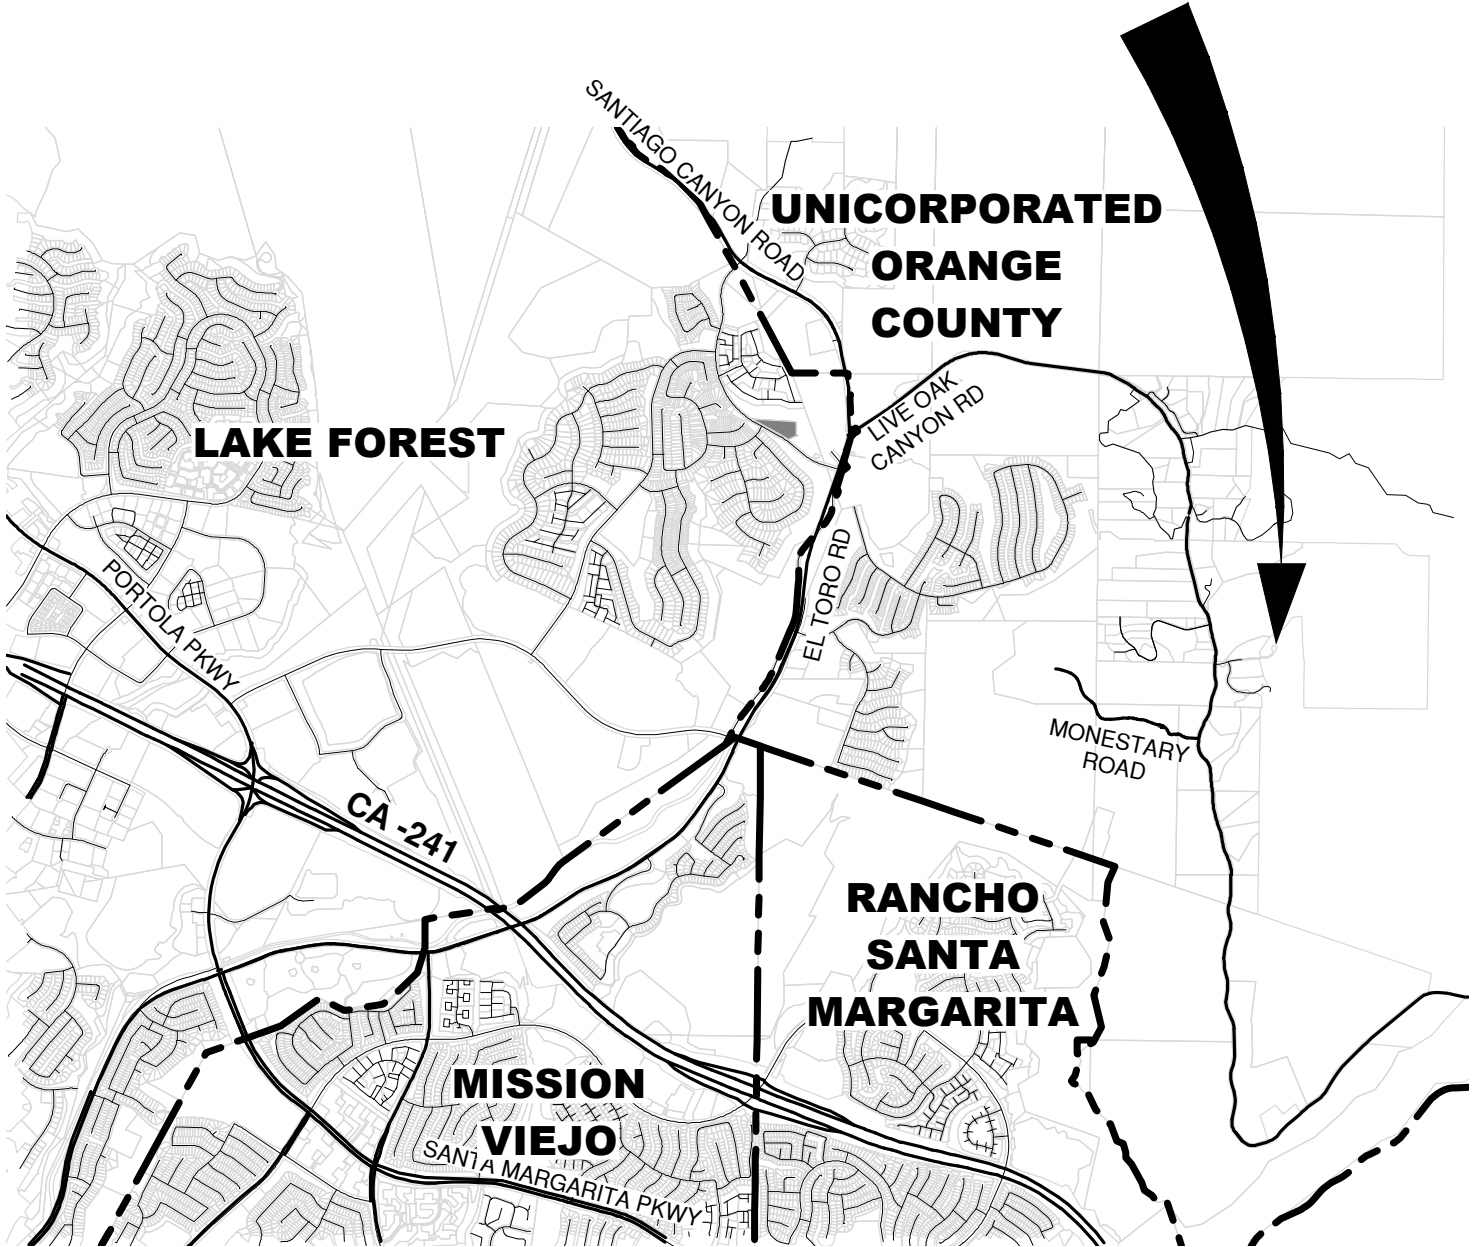 SANTIAGO CANYON ROAD
UNICORPORATED
ORANGE
COUNTY
LIVE OAK
CANYON RD
LAKE FOREST
EL TORO RD
PORTOLA PKWY
MONESTARY
ROAD
CA -241
RANCHO
SANTA
MARGARITA
MISSION
VIEJO
SANTA MARGARITA PKWY